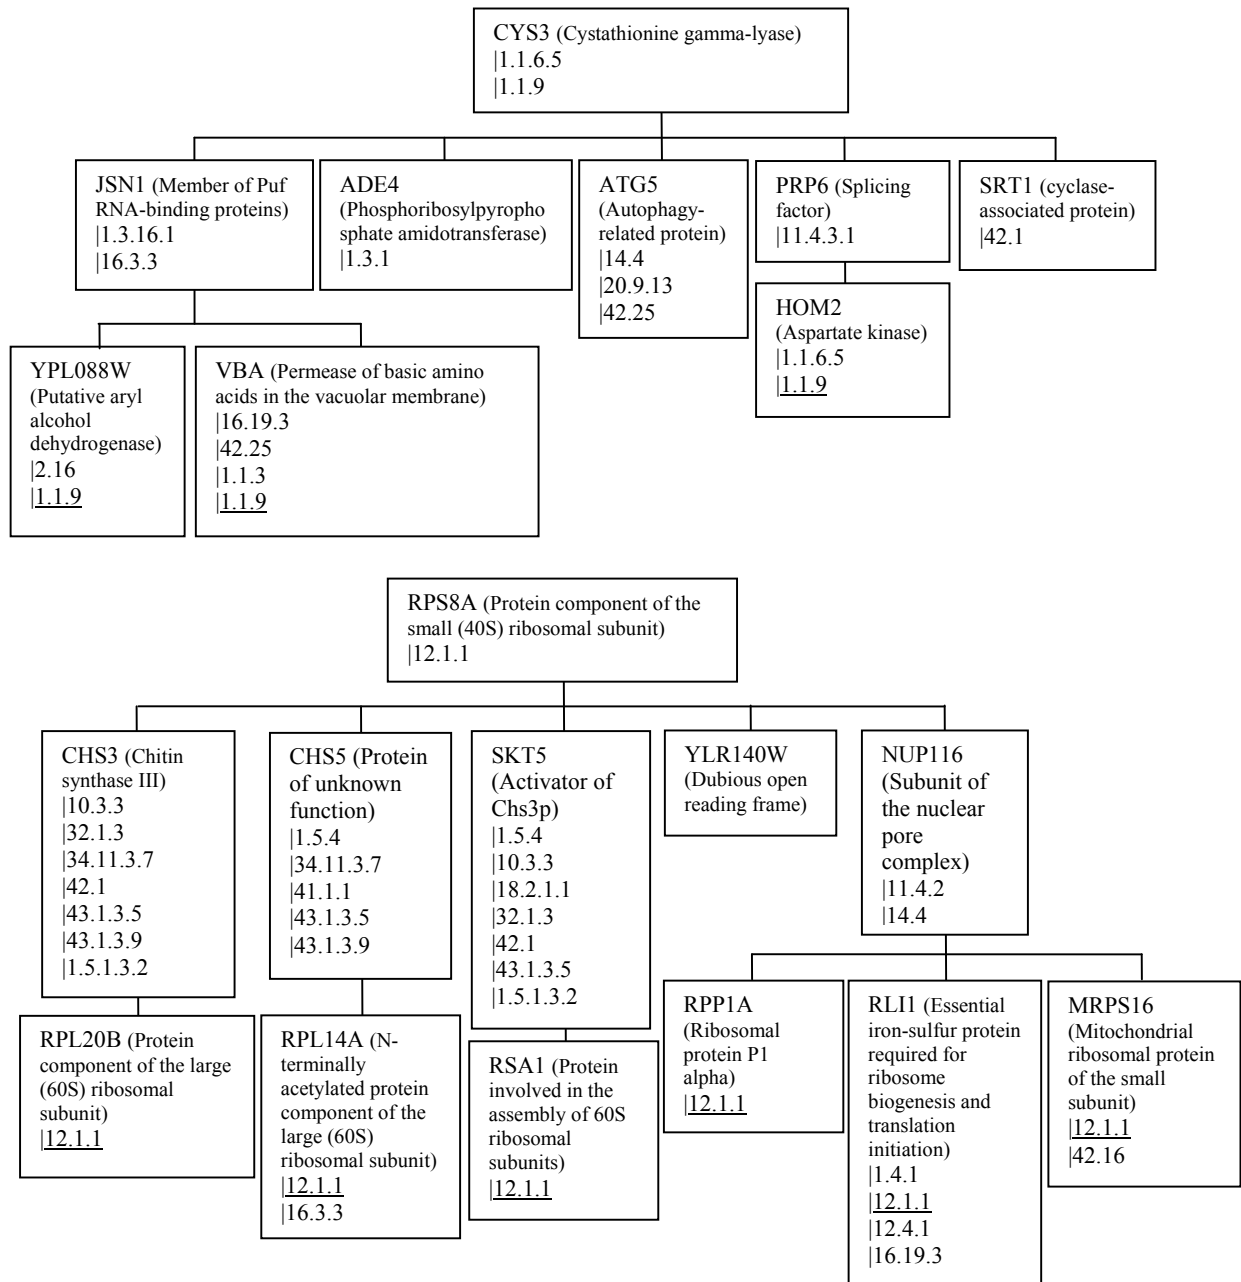 CYS3 (Cystathionine gamma-lyase)
|1.1.6.5
|1.1.9
JSN1 (Member of Puf
RNA-binding proteins)
|1.3.16.1
|16.3.3
ADE4
(Phosphoribosylpyropho
sphate amidotransferase)
|1.3.1
ATG5
(Autophagy-
related protein)
|14.4
|20.9.13
|42.25
PRP6 (Splicing
factor)
|11.4.3.1
SRT1 (cyclase-
associated protein)
|42.1
HOM2
(Aspartate kinase)
|1.1.6.5
|1.1.9
YPL088W
(Putative aryl
alcohol
dehydrogenase)
|2.16
|1.1.9
VBA (Permease of basic amino
acids in the vacuolar membrane)
|16.19.3
|42.25
|1.1.3
|1.1.9
RPS8A (Protein component of the
small (40S) ribosomal subunit)
|12.1.1
CHS3 (Chitin
synthase III)
|10.3.3
|32.1.3
|34.11.3.7
|42.1
|43.1.3.5
|43.1.3.9
|1.5.1.3.2
CHS5 (Protein
of unknown
function)
|1.5.4
|34.11.3.7
|41.1.1
|43.1.3.5
|43.1.3.9
SKT5
(Activator of
Chs3p)
|1.5.4
|10.3.3
|18.2.1.1
|32.1.3
|42.1
|43.1.3.5
|1.5.1.3.2
YLR140W
(Dubious open
reading frame)
NUP116
(Subunit of
the nuclear
pore
complex)
|11.4.2
|14.4
RPL20B (Protein
component of the large
(60S) ribosomal
subunit)
|12.1.1
RPL14A (N-
terminally
acetylated protein
component of the
large (60S)
ribosomal subunit)
|12.1.1
|16.3.3
RSA1 (Protein
involved in the
assembly of 60S
ribosomal
subunits)
|12.1.1
RPP1A
(Ribosomal
protein P1
alpha)
|12.1.1
RLI1 (Essential
iron-sulfur protein
required for
ribosome
biogenesis and
translation
initiation)
|1.4.1
|12.1.1
|12.4.1
|16.19.3
MRPS16
(Mitochondrial
ribosomal protein
of the small
subunit)
|12.1.1
|42.16